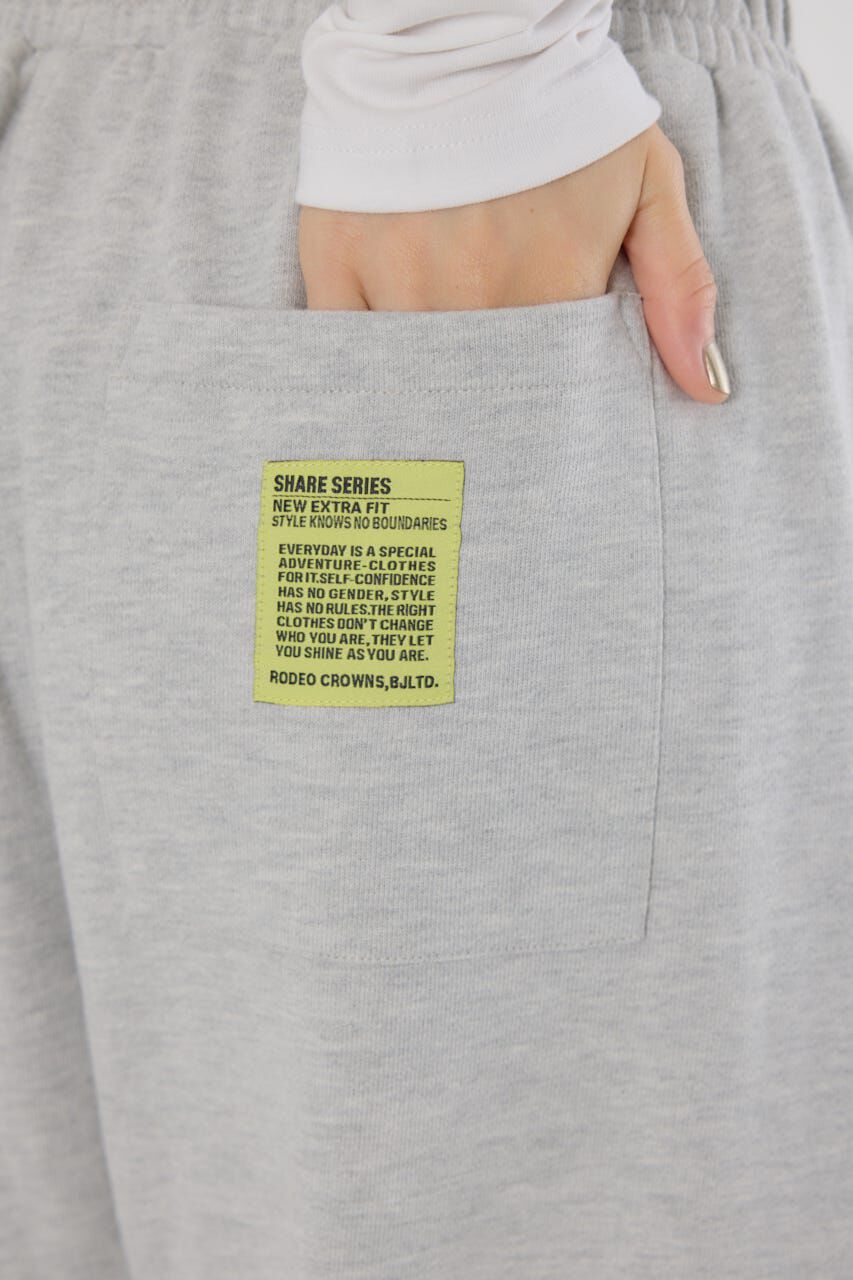 SHARE SERIES
NEW EXTRA FIT
STYLE KNOWS NO BOUNDARIES
EVERYDAY IS A SPECIAL
ADVENTURE-CLOTHES
FOR IT.SELF-CONFIDENCE
HAS NO GENDER, STYLE
HAS NO RULES.THE RIGHT
CLOTHES DON'T CHANGE
WHO YOU ARE, THEY LET
YOU SHINE AS YOU ARE.
RODEO CROWNS,BJLTD.